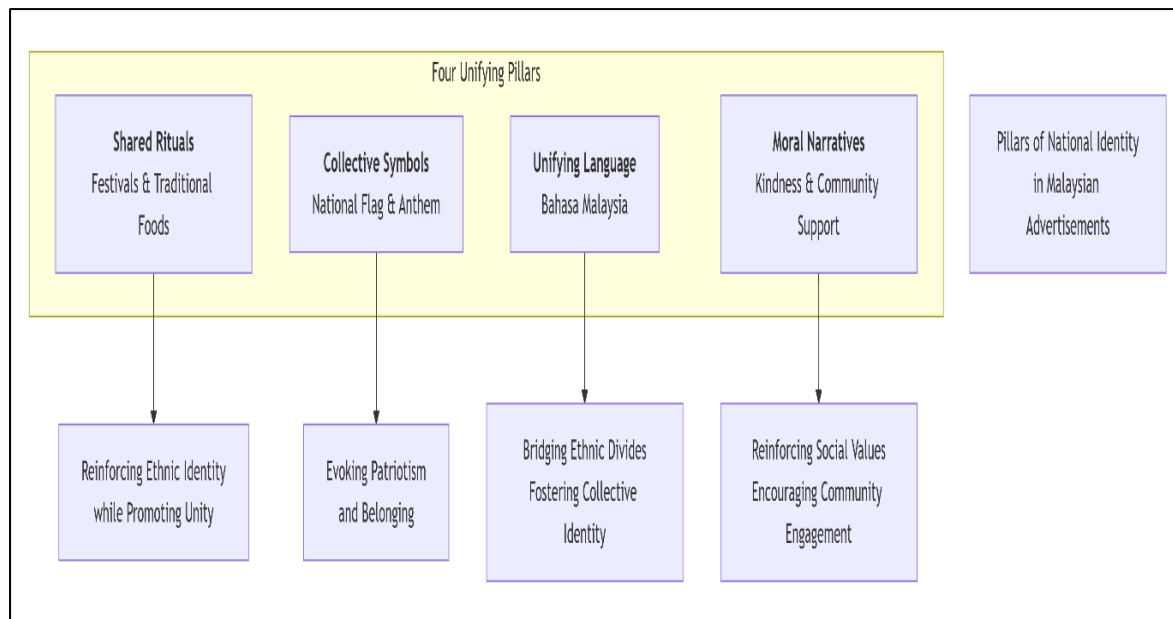 Four Unifying Pillars
Shared Rituals
Festivals & Traditional
Foods
Collective Symbols
National Flag & Anthem
Unifying Language
Bahasa Malaysia
Moral Narratives
Kindness & Community
Support
Pillars of National Identity
in Malaysian
Advertisements
Reinforcing Ethnic Identity
while Promoting Unity
Evoking Patriotism
and Belonging
Bridging Ethnic Divides
Fostering Collective
Identity
Reinforcing Social Values
Encouraging Community
Engagement